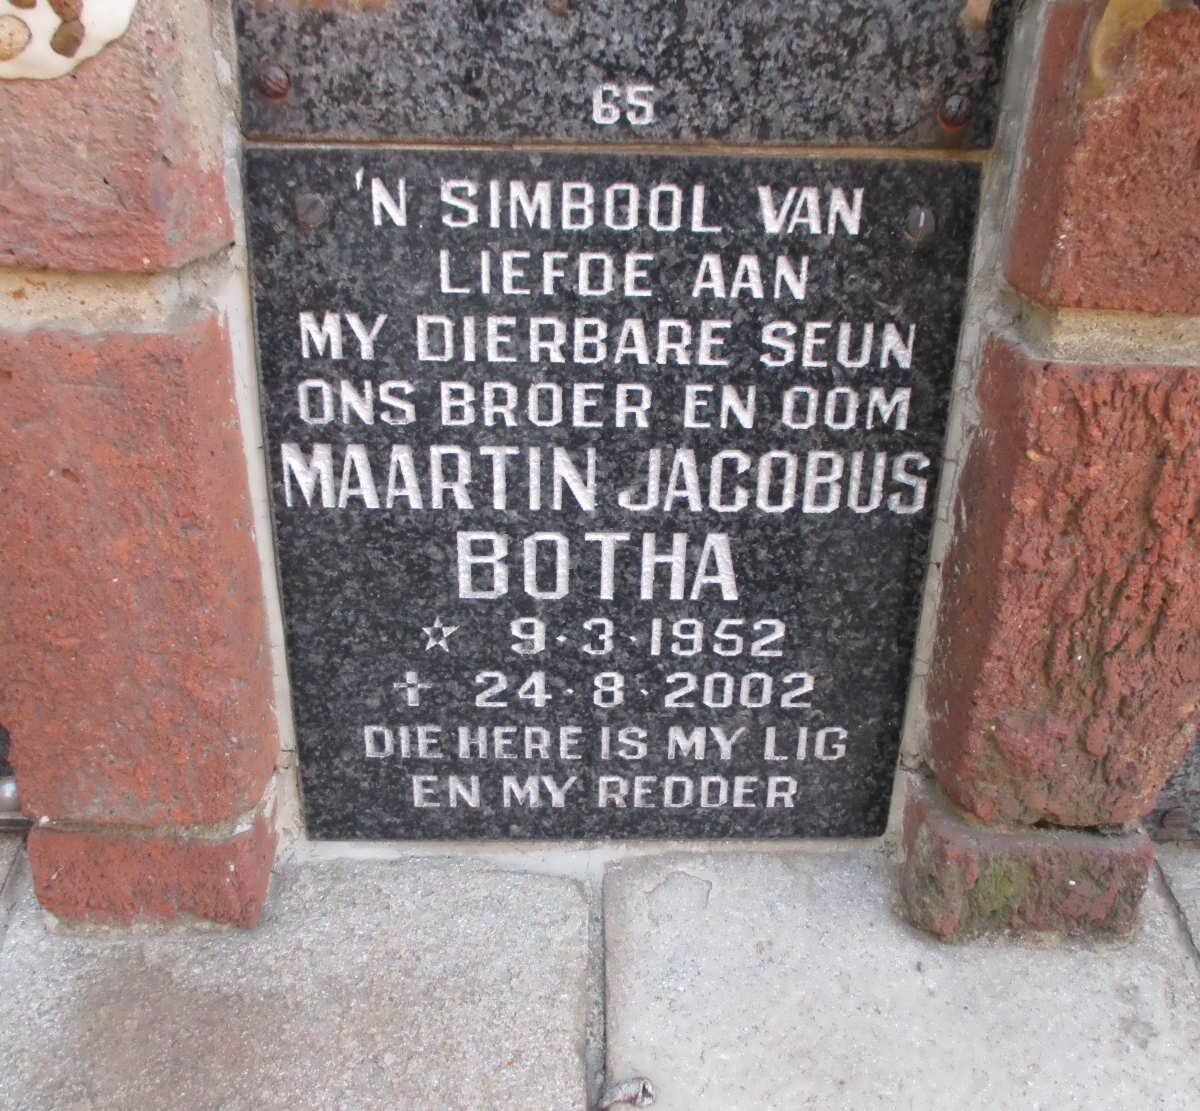 65
'N SIMBOOL VAN
LIEFDE AAN
MY DIERBARE SEUN
ONS BROER EN OOM
MAARTIN JACOBUS
BOTHA
☆ 9·3·1952
✝ 24·8·2002
DIE HERE IS MY LIG
EN MY REDDER